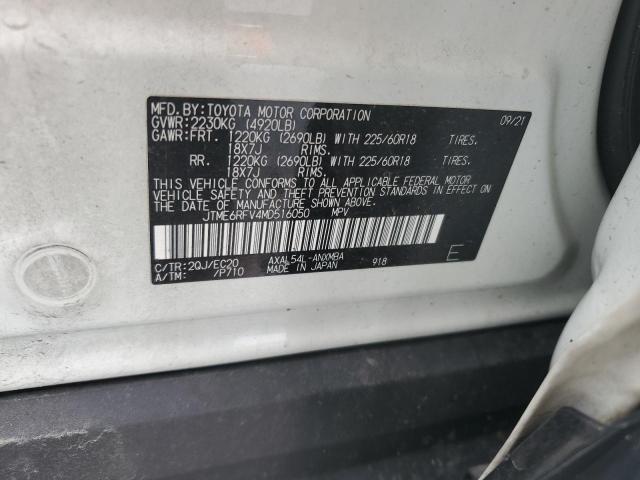 MFD. BY: TOYOTA MOTOR CORPORATION 09/21
GVWR: 2230KG (4920LB)
GAWR: FRT. 1220KG (2690LB) WITH 225/60R18 TIRES.
18X7J RIMS.
RR. 1220KG (2690LB) WITH 225/60R18 TIRES.
18X7J RIMS.
THIS VEHICLE CONFORMS TO ALL APPLICABLE FEDERAL MOTOR
VEHICLE SAFETY AND THEFT PREVENTION STANDARDS IN EFFECT ON
THE DATE OF MANUFACTURE SHOWN ABOVE.
JTME6RFV4MD516050 MPV
C/TR: 2QJ/EC20 AXAL54L-ANXMBA 918
A/TM: /P710 MADE IN JAPAN
E